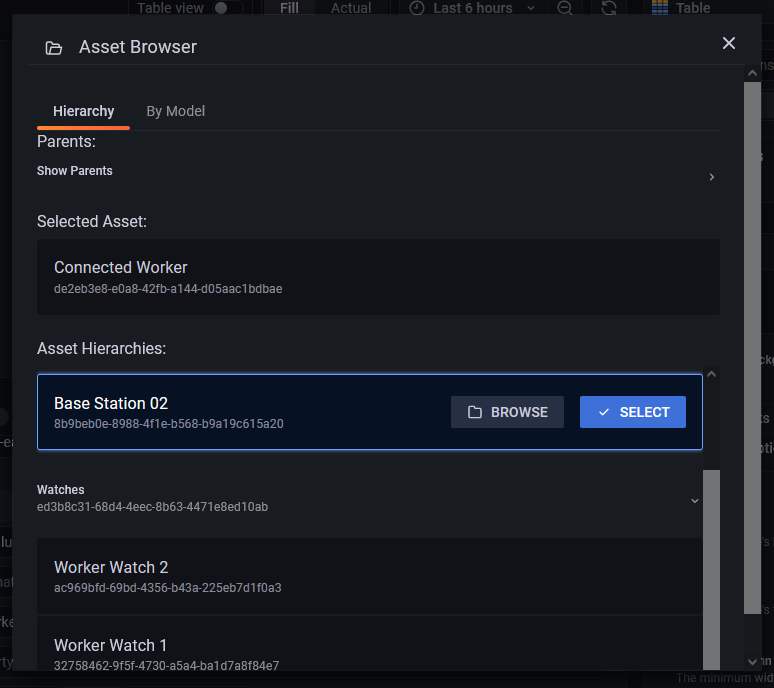 Table view
Fill
Actual
Last 6 hours
Table
Asset Browser
Hierarchy
By Model
Parents:
Show Parents
Selected Asset:
Connected Worker
de2eb3e8-e0a8-42fb-a144-d05aac1bdbae
Asset Hierarchies:
Base Station 02
8b9beb0e-8988-4f1e-b568-b9a19c615a20
BROWSE
SELECT
Watches
ed3b8c31-68d4-4eec-8b63-4471e8ed10ab
Worker Watch 2
ac969bfd-69bd-4356-b43a-225eb7d1f0a3
Worker Watch 1
32758462-9f5f-4730-a5a4-ba1d7a8f84e7
The minimum wid